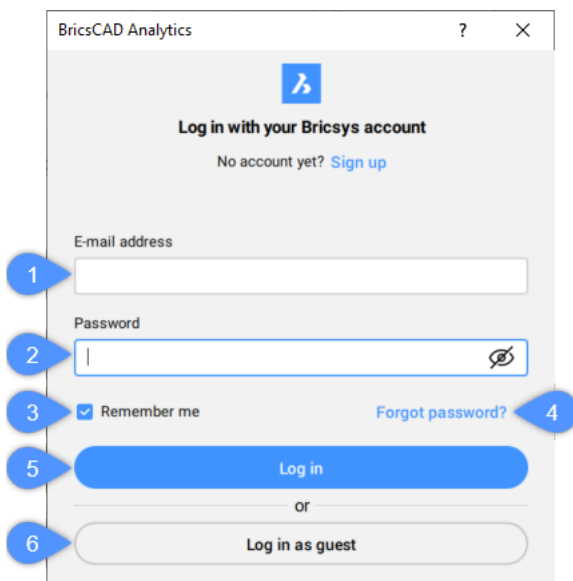 BricsCAD Analytics ? ×
Log in with your Bricsys account
No account yet? Sign up
E-mail address
1
Password
2
3 Remember me Forgot password? 4
5 Log in
or
6 Log in as guest